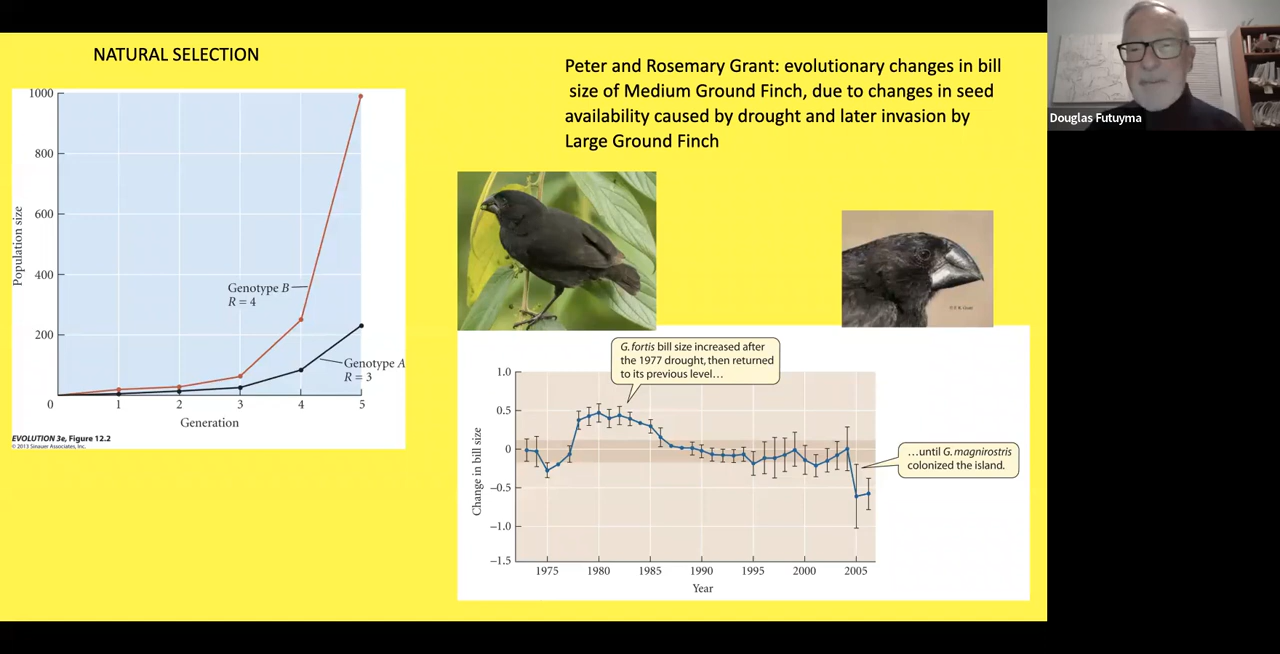 NATURAL SELECTION
1000
800
600
400
200
0
1
2
3
4
5
Population size
Generation
Genotype B
R = 4
Genotype A
R = 3
EVOLUTION 3e, Figure 12.2
© 2013 Sinauer Associates, Inc.
Peter and Rosemary Grant: evolutionary changes in bill
size of Medium Ground Finch, due to changes in seed
availability caused by drought and later invasion by
Large Ground Finch
G. fortis bill size increased after
the 1977 drought, then returned
to its previous level…
1.0
0.5
0
–0.5
–1.0
–1.5
Change in bill size
1975
1980
1985
1990
1995
2000
2005
Year
…until G. magnirostris
colonized the island.
Douglas Futuyma